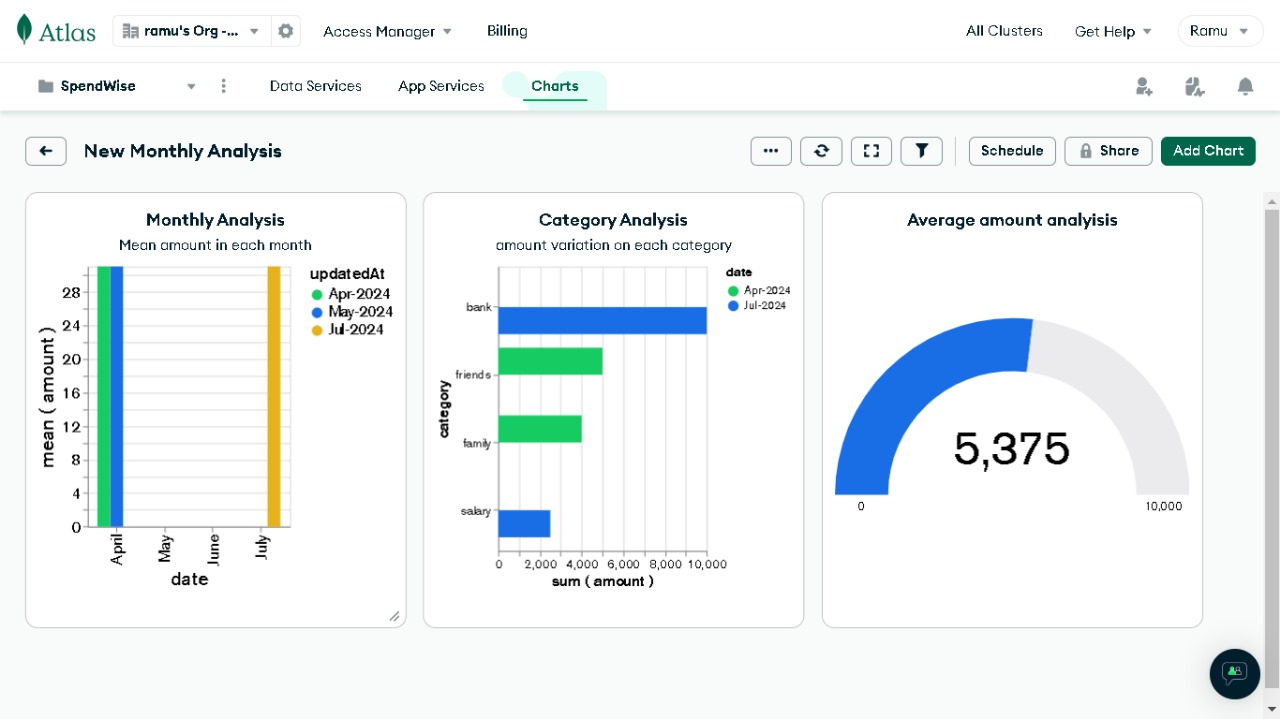 Atlas
ramu's Org -...
Access Manager
Billing
All Clusters
Get Help
Ramu
SpendWise
Data Services
App Services
Charts
New Monthly Analysis
Schedule
Share
Add Chart
Monthly Analysis
Mean amount in each month
updatedAt
Apr-2024
May-2024
Jul-2024
mean ( amount )
28
24
20
16
12
8
4
0
April
May
June
July
date
Category Analysis
amount variation on each category
date
Apr-2024
Jul-2024
category
bank
friends
family
salary
0 2,000 4,000 6,000 8,000 10,000
sum ( amount )
Average amount analyisis
5,375
0
10,000